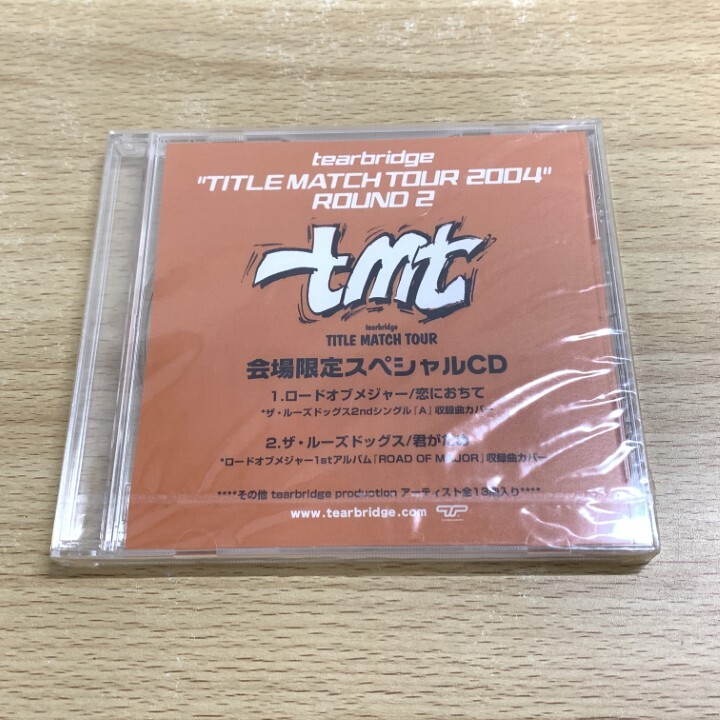 tearbridge
"TITLE MATCH TOUR 2004"
ROUND 2
tmt
tearbridge
TITLE MATCH TOUR
会場限定スペシャルCD
1.ロードオブメジャー/恋におちて
*ザ・ルーズドッグス2ndシングル「A」収録曲カバー
2.ザ・ルーズドッグス/君がため
*ロードオブメジャー1stアルバム「ROAD OF MAJOR」収録曲カバー
****その他 tearbridge production アーティスト全13曲入り****
www.tearbridge.com